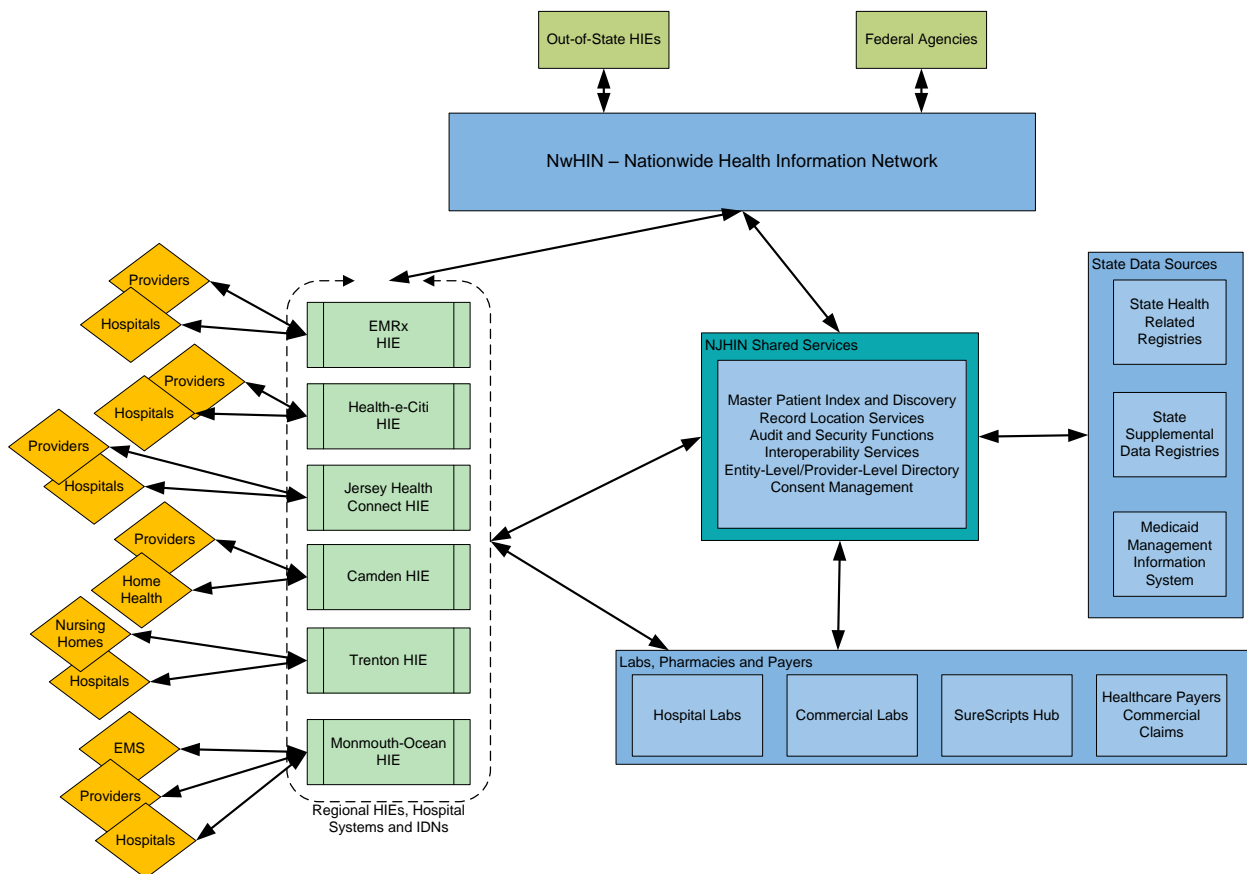 Out-of-State HIEs
Federal Agencies
NwHIN – Nationwide Health Information Network
Providers
Hospitals
EMRx
HIE
Providers
Hospitals
Health-e-Citi
HIE
Providers
Hospitals
Jersey Health
Connect HIE
Providers
Home
Health
Camden HIE
Nursing
Homes
Hospitals
Trenton HIE
EMS
Providers
Hospitals
Monmouth-Ocean
HIE
Regional HIEs, Hospital
Systems and IDNs
NJHIN Shared Services
Master Patient Index and Discovery
Record Location Services
Audit and Security Functions
Interoperability Services
Entity-Level/Provider-Level Directory
Consent Management
State Data Sources
State Health
Related
Registries
State
Supplemental
Data Registries
Medicaid
Management
Information
System
Labs, Pharmacies and Payers
Hospital Labs
Commercial Labs
SureScripts Hub
Healthcare Payers
Commercial
Claims